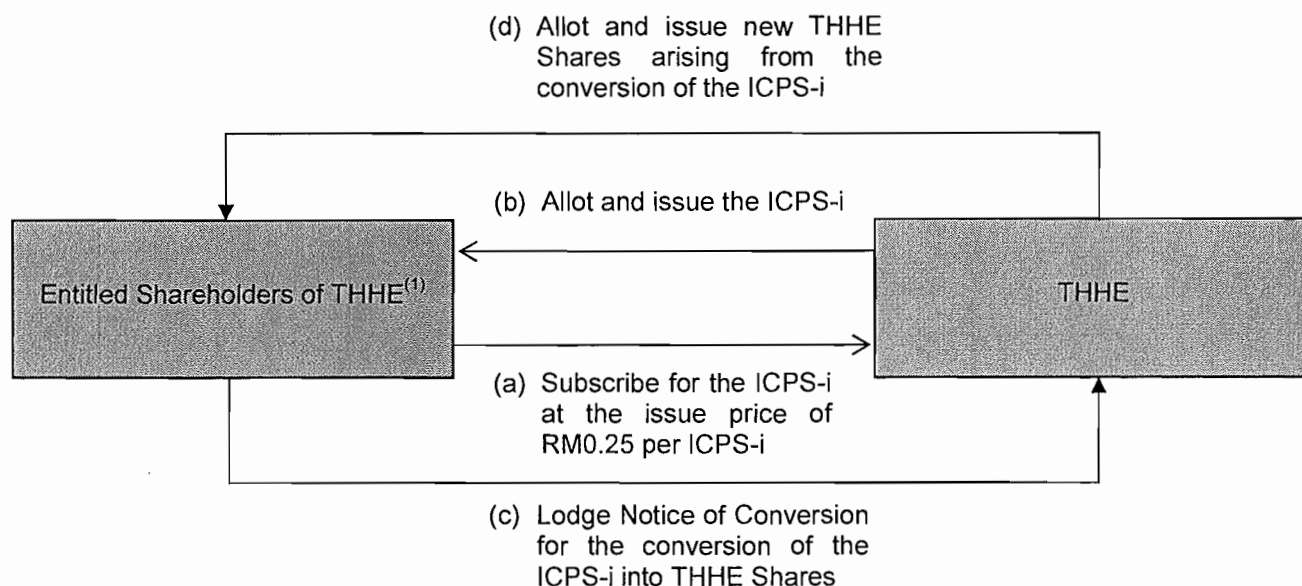 (d) Allot and issue new THHE
Shares arising from the
conversion of the ICPS-i
(b) Allot and issue the ICPS-i
Entitled Shareholders of THHE(1)
THHE
(a) Subscribe for the ICPS-i
at the issue price of
RM0.25 per ICPS-i
(c) Lodge Notice of Conversion
for the conversion of the
ICPS-i into THHE Shares